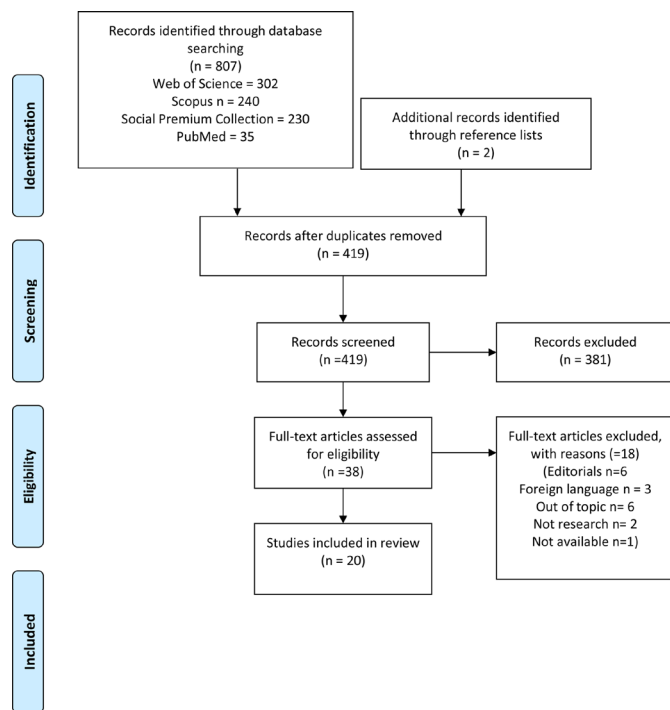 Records identified through database
searching
(n = 807)
Web of Science = 302
Scopus n = 240
Social Premium Collection = 230
PubMed = 35
Additional records identified
through reference lists
(n = 2)
Identification
Records after duplicates removed
(n = 419)
Screening
Records screened
(n =419)
Records excluded
(n = 381)
Eligibility
Full-text articles assessed
for eligibility
(n =38)
Full-text articles excluded,
with reasons (=18)
(Editorials n=6
Foreign language n = 3
Out of topic n= 6
Not research n= 2
Not available n=1)
Studies included in review
(n = 20)
Included